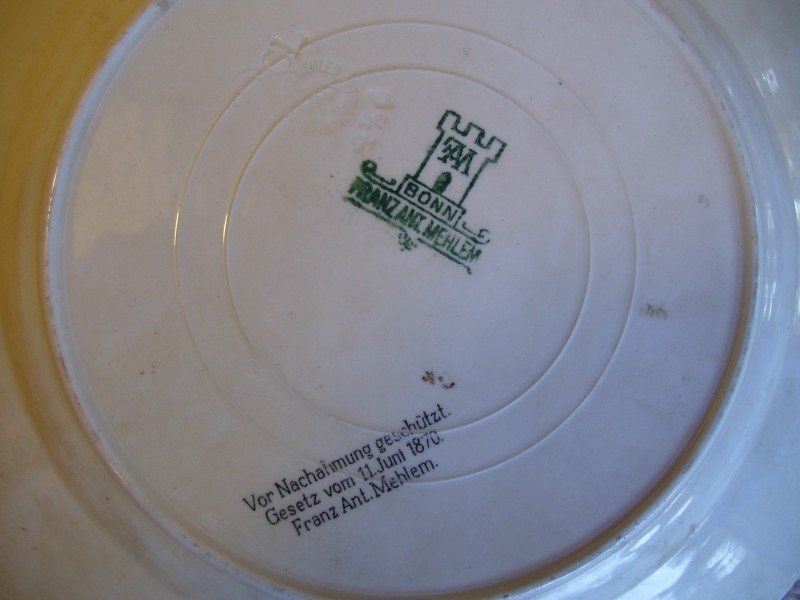 FAM
BONN
FRANZ ANT. MEHLEM
Vor Nachahmung geschützt.
Gesetz vom 11. Juni 1870.
Franz Ant. Mehlem.